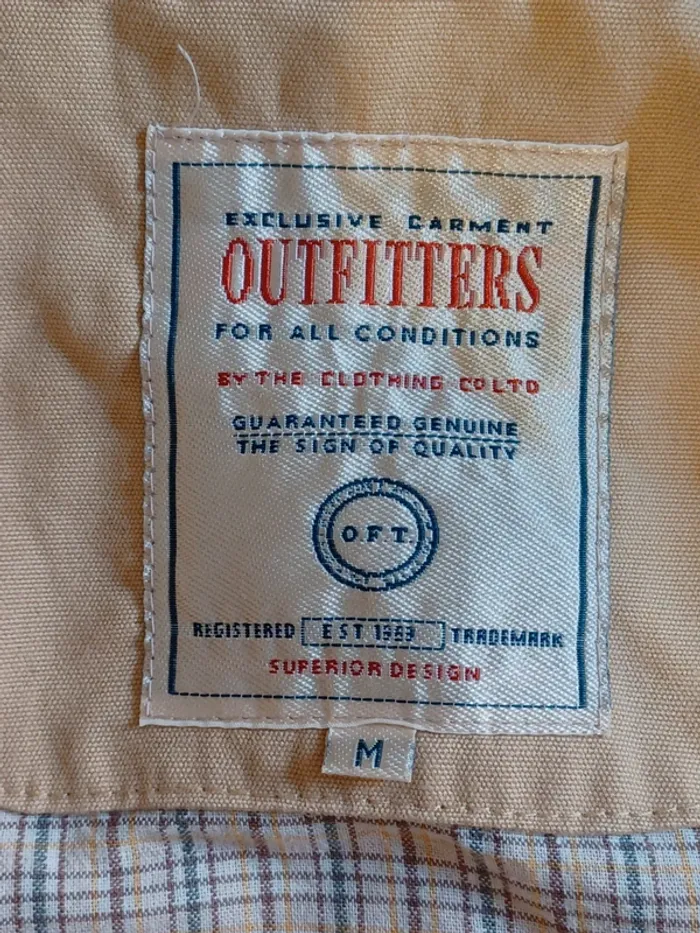 EXCLUSIVE GARMENT
OUTFITTERS
FOR ALL CONDITIONS
BY THE CLOTHING CO LTD
GUARANTEED GENUINE
THE SIGN OF QUALITY
O.F.T.
REGISTERED EST TRADEMARK
SUPERIOR DESIGN
M